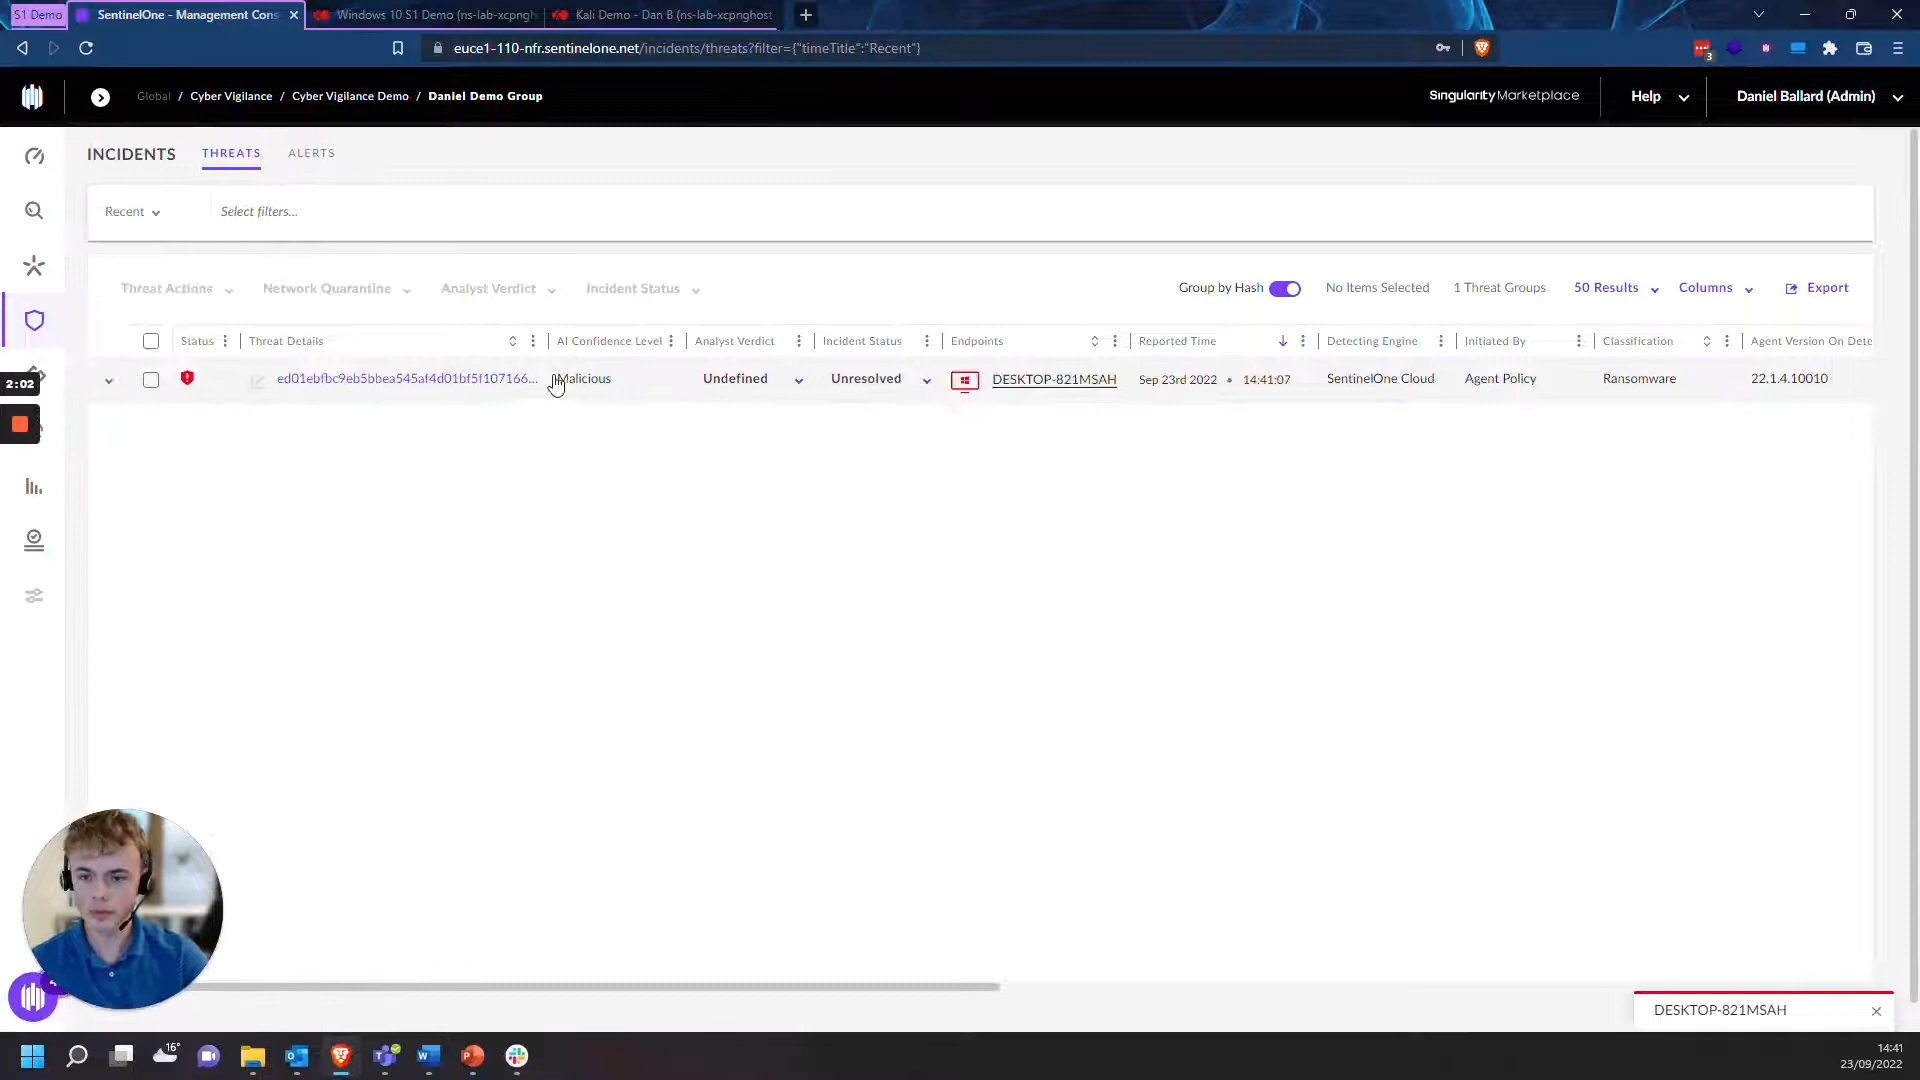 S1 Demo SentinelOne - Management Cons Windows 10 S1 Demo (ns-lab-xcpngh Kali Demo - Dan B (ns-lab-xcpnghost
euce1-110-nfr.sentinelone.net/incidents/threats?filter={"timeTitle":"Recent"} 3
Global / Cyber Vigilance / Cyber Vigilance Demo / Daniel Demo Group Singularity Marketplace Help Daniel Ballard (Admin)
INCIDENTS THREATS ALERTS
Recent Select filters...
Threat Actions Network Quarantine Analyst Verdict Incident Status Group by Hash No Items Selected 1 Threat Groups 50 Results Columns Export
Status Threat Details AI Confidence Level Analyst Verdict Incident Status Endpoints Reported Time Detecting Engine Initiated By Classification Agent Version On Dete
ed01ebfbc9eb5bbea545af4d01bf5f107166... Malicious Undefined Unresolved DESKTOP-821MSAH Sep 23rd 2022 • 14:41:07 SentinelOne Cloud Agent Policy Ransomware 22.1.4.10010
2:02
DESKTOP-821MSAH
16°
14:41
23/09/2022